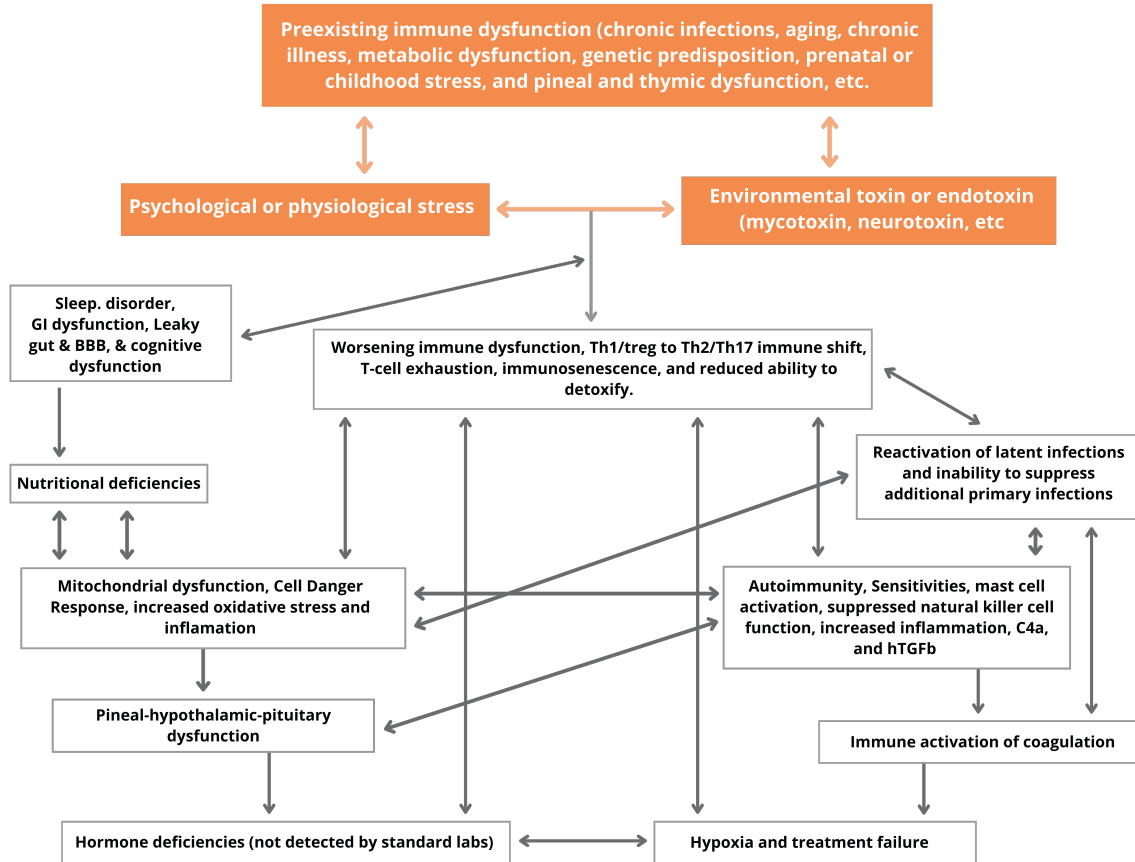 Preexisting immune dysfunction (chronic infections, aging, chronic
illness, metabolic dysfunction, genetic predisposition, prenatal or
childhood stress, and pineal and thymic dysfunction, etc.
Psychological or physiological stress
Environmental toxin or endotoxin
(mycotoxin, neurotoxin, etc
Sleep. disorder,
GI dysfunction, Leaky
gut & BBB, & cognitive
dysfunction
Worsening immune dysfunction, Th1/treg to Th2/Th17 immune shift,
T-cell exhaustion, immunosenescence, and reduced ability to
detoxify.
Reactivation of latent infections
and inability to suppress
additional primary infections
Nutritional deficiencies
Mitochondrial dysfunction, Cell Danger
Response, increased oxidative stress and
inflamation
Autoimmunity, Sensitivities, mast cell
activation, suppressed natural killer cell
function, increased inflammation, C4a,
and hTGFb
Pineal-hypothalamic-pituitary
dysfunction
Immune activation of coagulation
Hormone deficiencies (not detected by standard labs)
Hypoxia and treatment failure